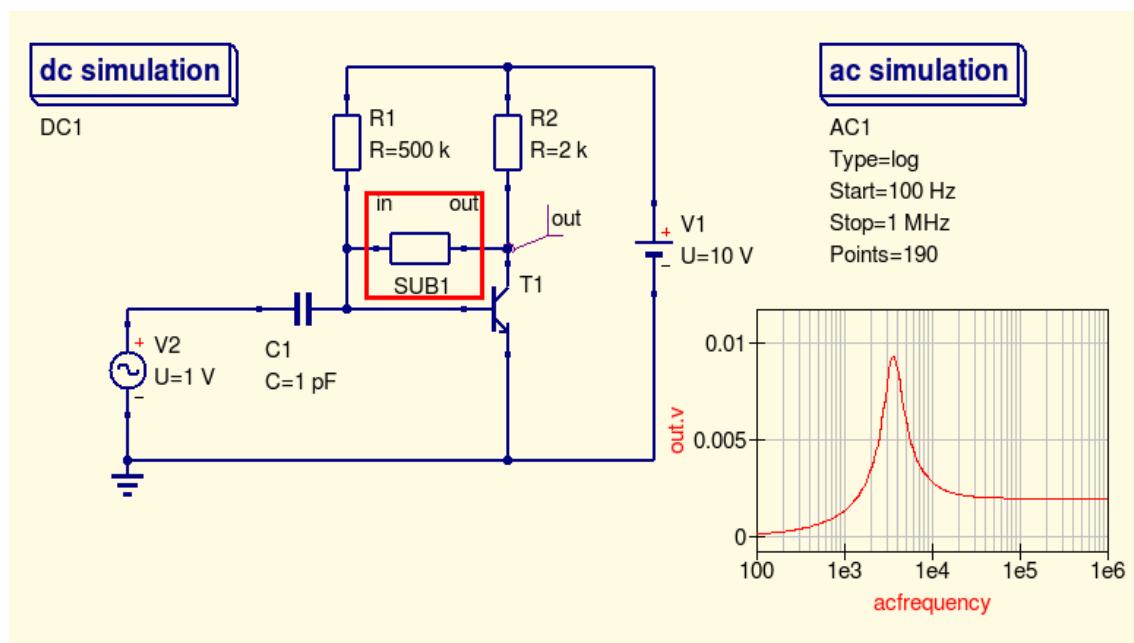 dc simulation
DC1
R1
R=500 k
R2
R=2 k
in
out
SUB1
out
T1
V1
U=10 V
+
−
V2
U=1 V
+
−
C1
C=1 pF
ac simulation
AC1
Type=log
Start=100 Hz
Stop=1 MHz
Points=190
out.v
0.01
0.005
0
100
1e3
1e4
1e5
1e6
acfrequency